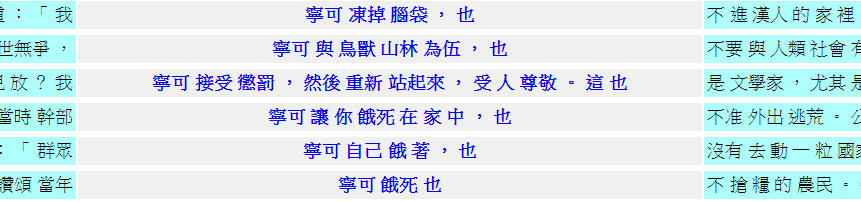 道：「我 寧可 凍掉 腦袋 ， 也 不 進 漢人 的 家 裡
世無爭 ， 寧可 與 鳥獸 山林 為伍 ， 也 不要 與 人類 社會 有
放 ？ 我 寧可 接受 懲罰 ， 然後 重新 站起來 ， 受 人 尊敬 。 這 也 是 文學家 ， 尤其 是
當時 幹部 寧可 讓 你 餓死 在 家 中 ， 也 不准 外出 逃荒 。 公
：「 群眾 寧可 自己 餓 著 ， 也 沒有 去 動 一 粒 國家
讚頌 當年 寧可 餓死 也 不 搶 糧 的 農民 。